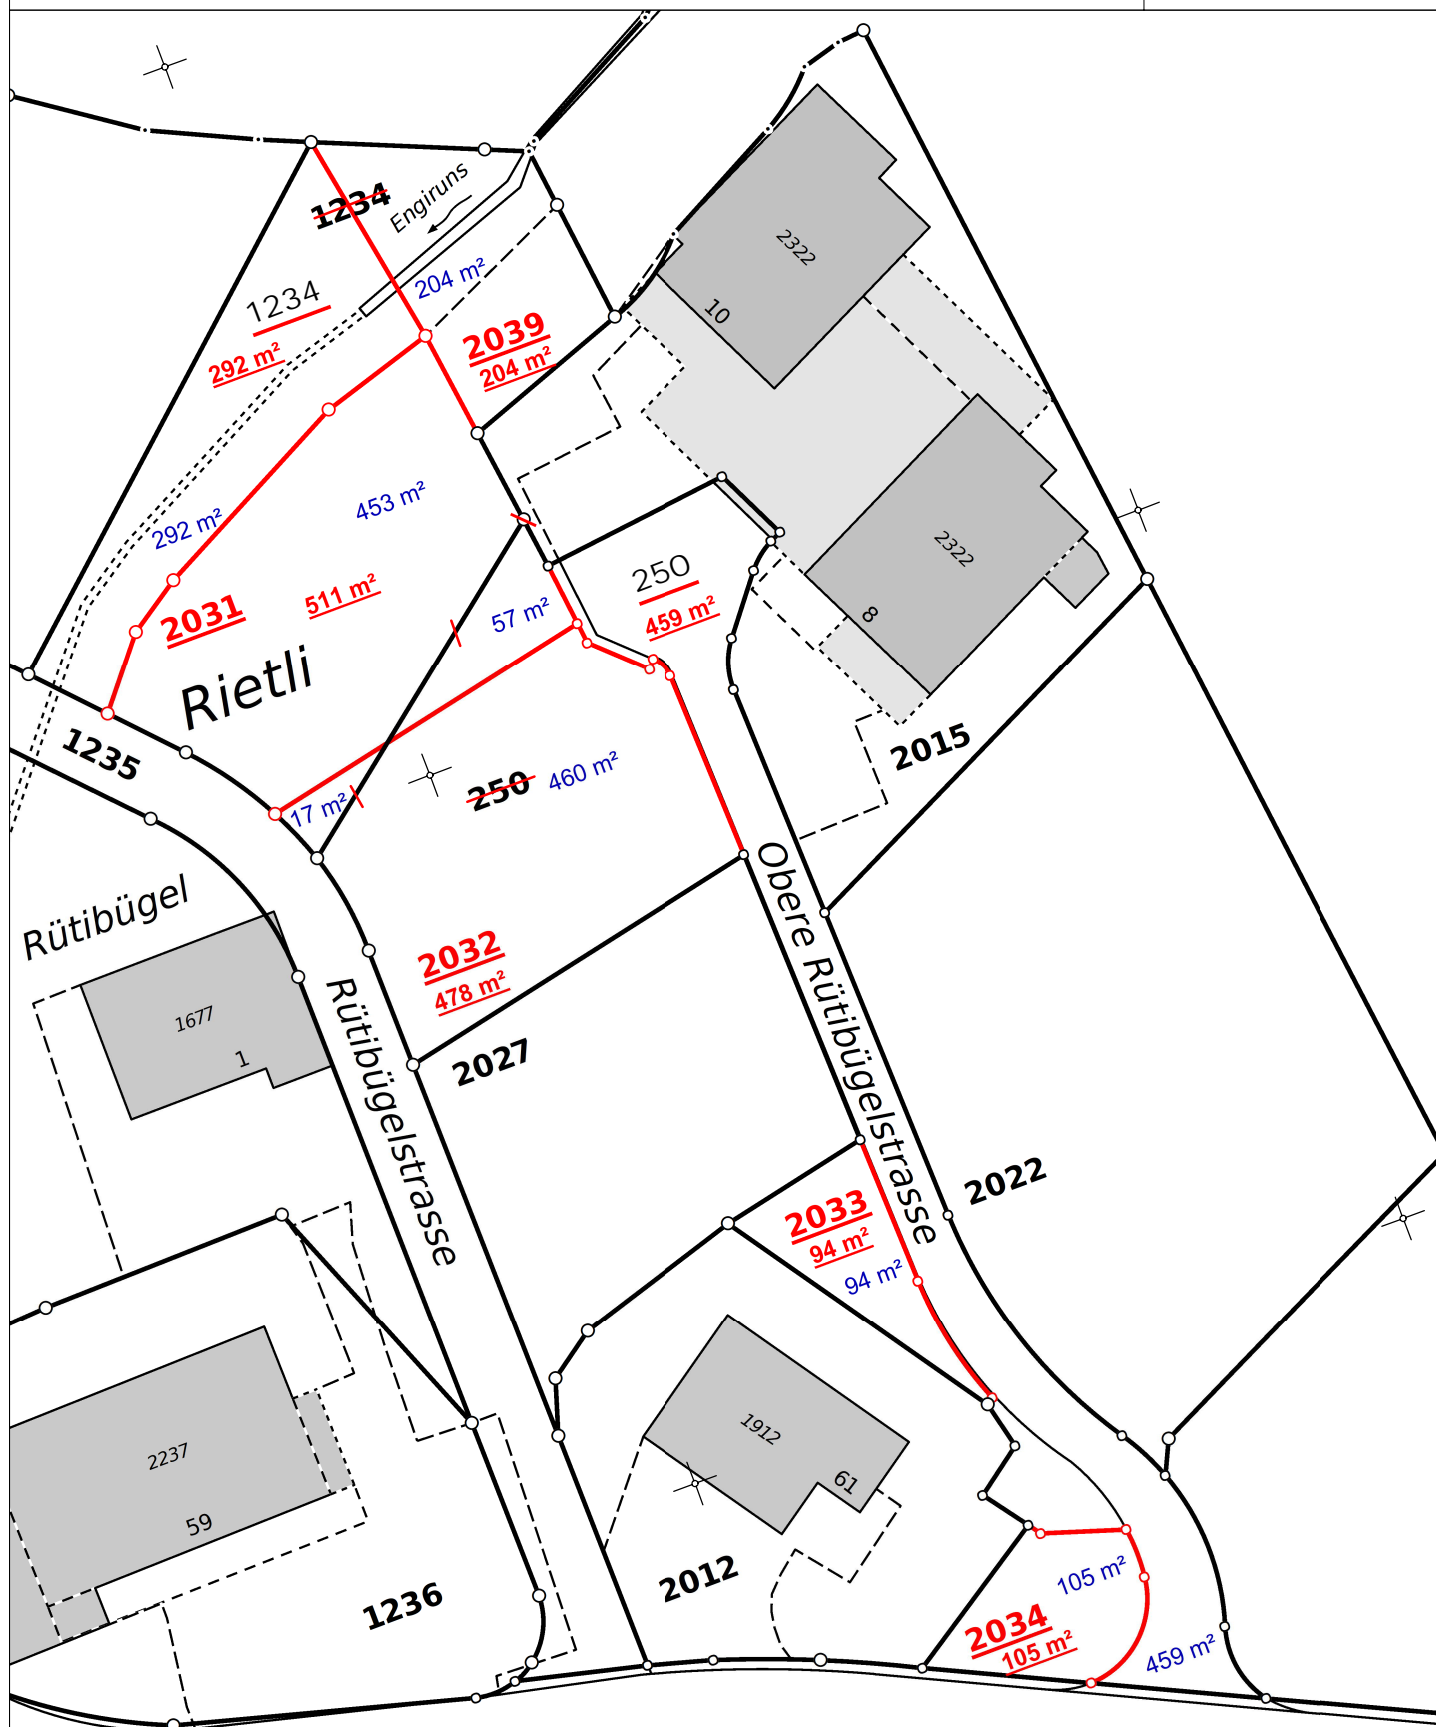 1234
Engiruns
204 m²
1234
292 m²
2039
204 m²
2322
10
292 m²
453 m²
2031
511 m²
57 m²
250
459 m²
2322
8
Rietli
1235
17 m²
250
460 m²
2015
Rütibügel
2032
478 m²
Obere Rütibügelstrasse
1677
1
Rütibügelstrasse
2027
2022
2033
94 m²
94 m²
2237
59
1912
61
1236
2012
105 m²
2034
105 m²
459 m²